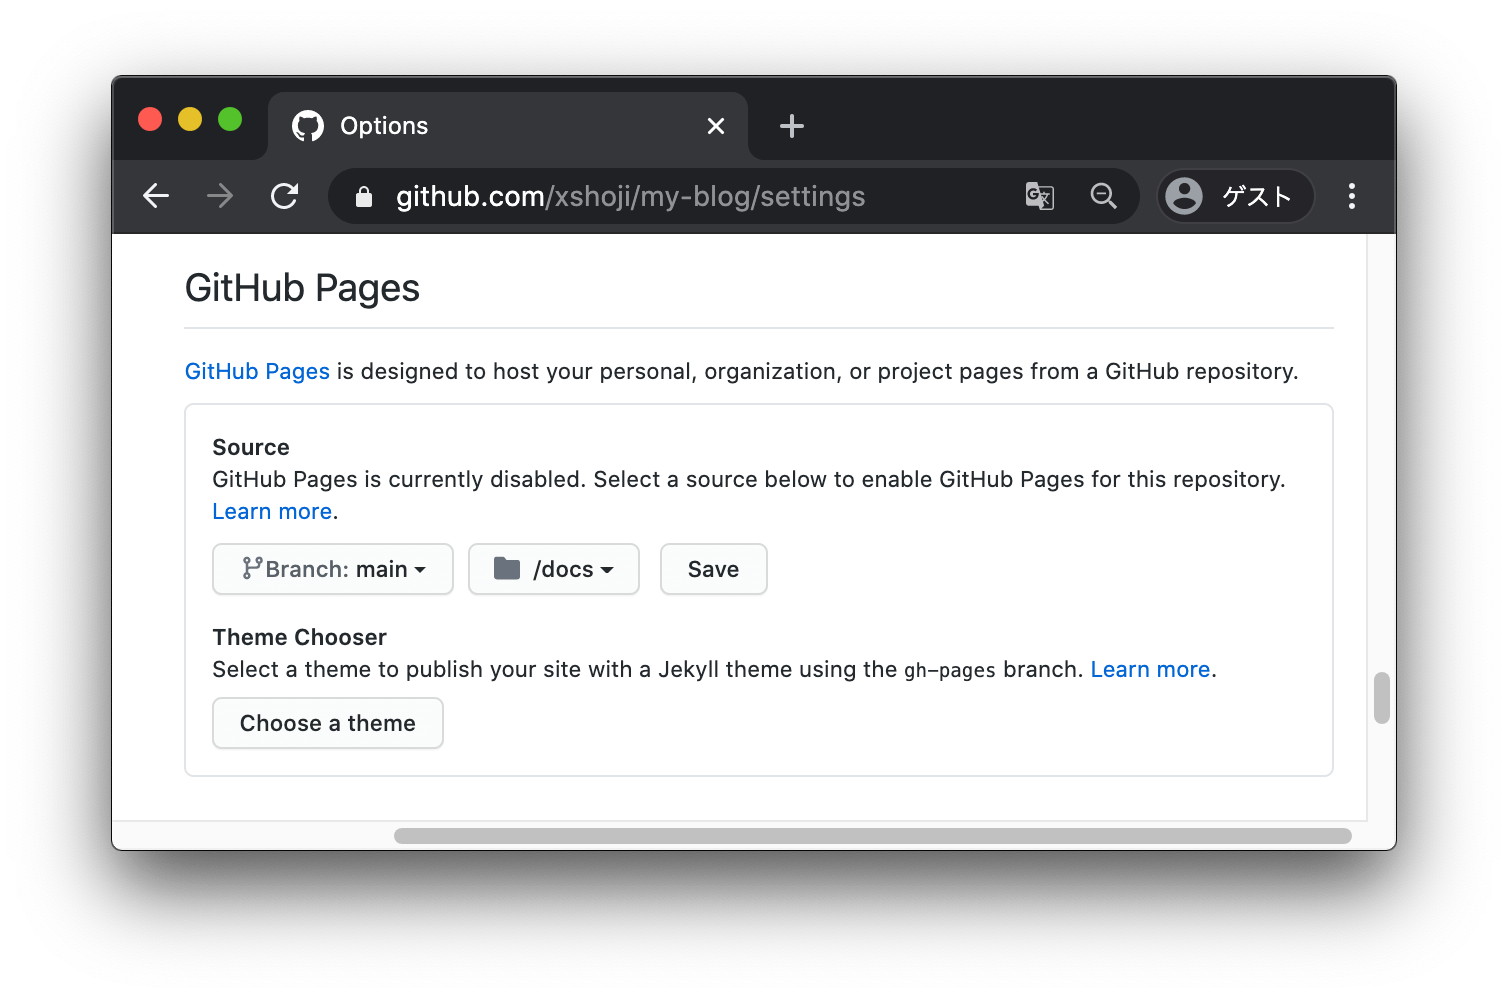 Options
github.com/xshoji/my-blog/settings
ゲスト
GitHub Pages
GitHub Pages is designed to host your personal, organization, or project pages from a GitHub repository.
Source
GitHub Pages is currently disabled. Select a source below to enable GitHub Pages for this repository.
Learn more.
Branch: main /docs Save
Theme Chooser
Select a theme to publish your site with a Jekyll theme using the gh-pages branch. Learn more.
Choose a theme